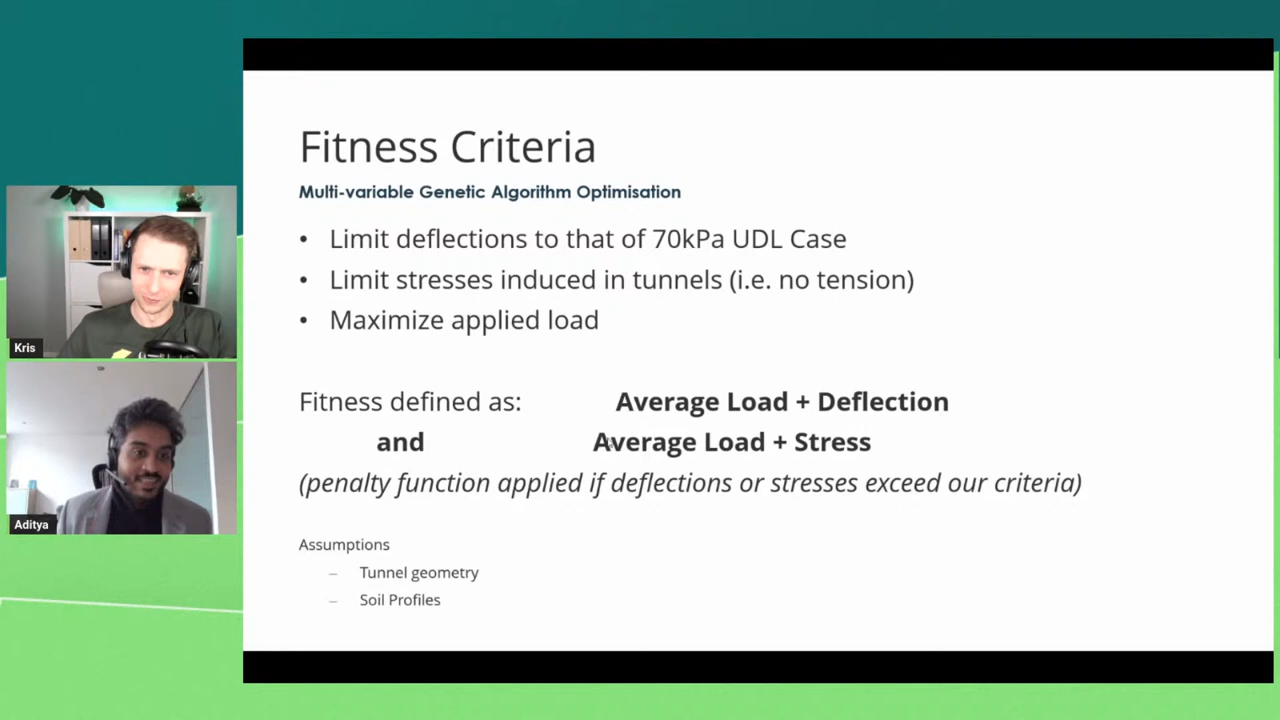 Fitness Criteria
Multi-variable Genetic Algorithm Optimisation
• Limit deflections to that of 70kPa UDL Case
• Limit stresses induced in tunnels (i.e. no tension)
• Maximize applied load
Fitness defined as: Average Load + Deflection
and Average Load + Stress
(penalty function applied if deflections or stresses exceed our criteria)
Assumptions
– Tunnel geometry
– Soil Profiles
Kris
Aditya